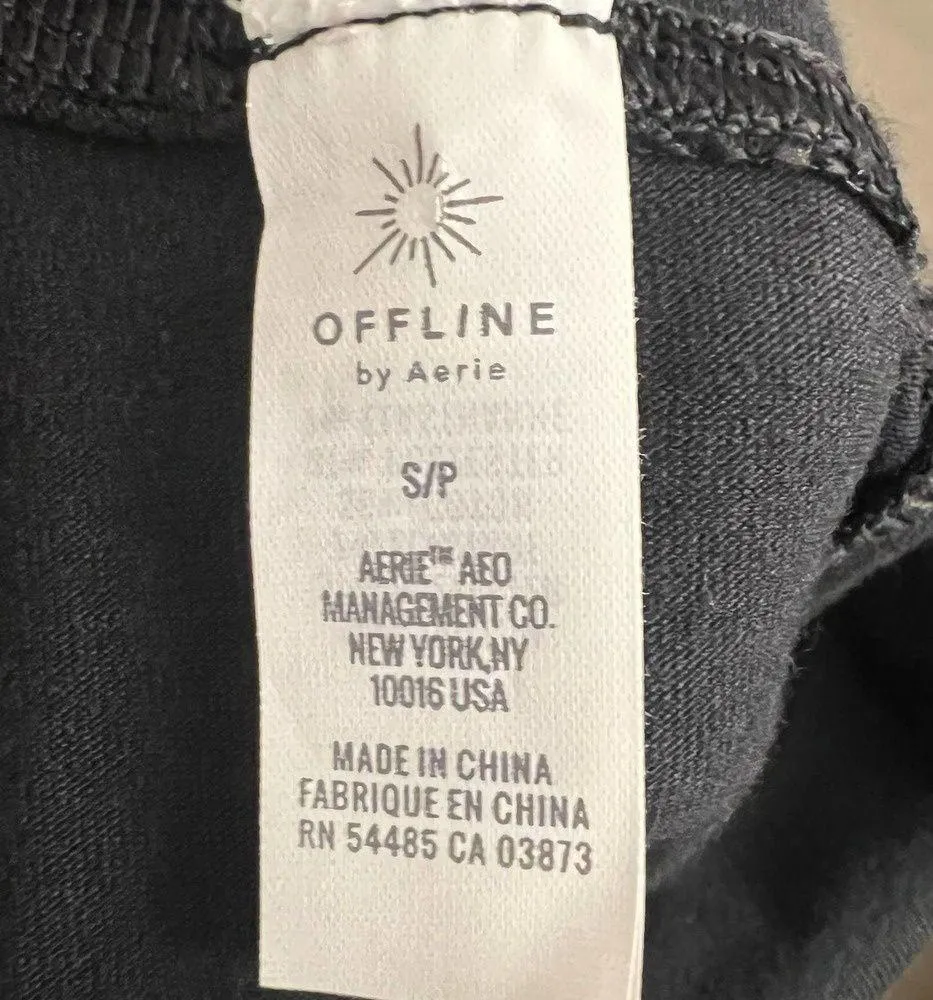 OFFLINE
by Aerie
S/P
AERIE™ AEO
MANAGEMENT CO.
NEW YORK,NY
10016 USA
MADE IN CHINA
FABRIQUE EN CHINA
RN 54485 CA 03873